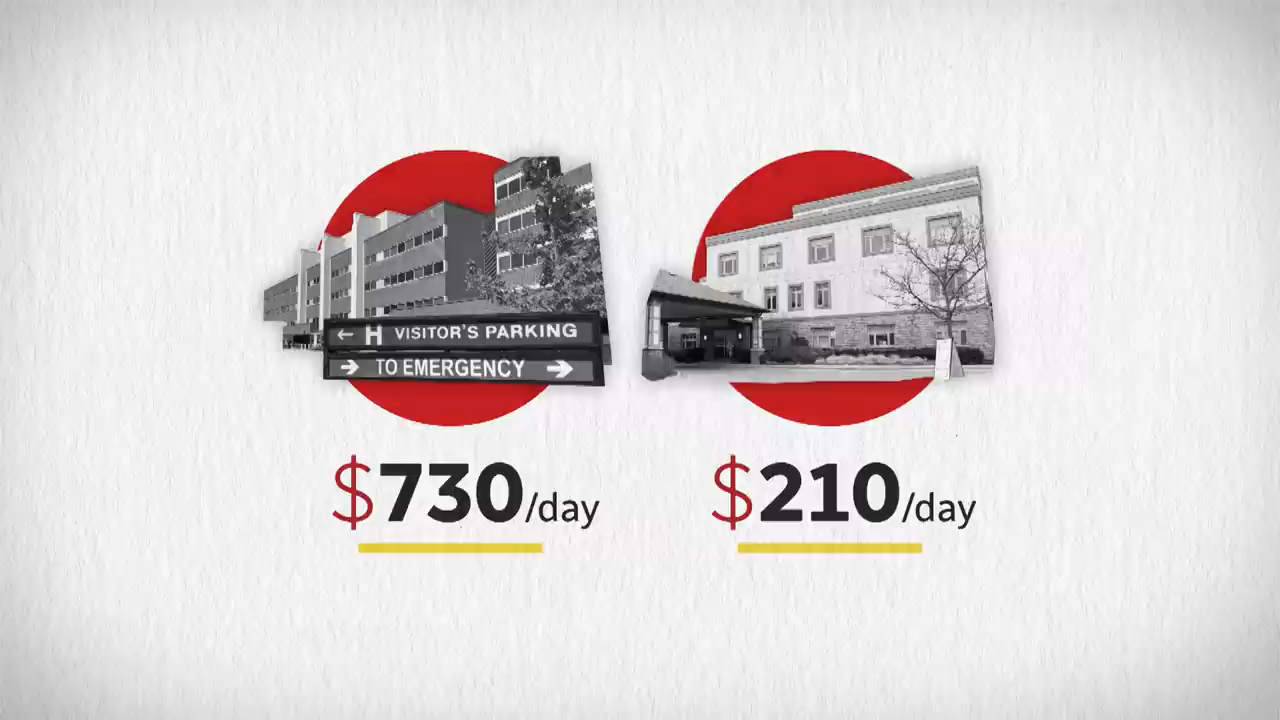 ← H VISITOR'S PARKING
→ TO EMERGENCY →
$730/day
$210/day